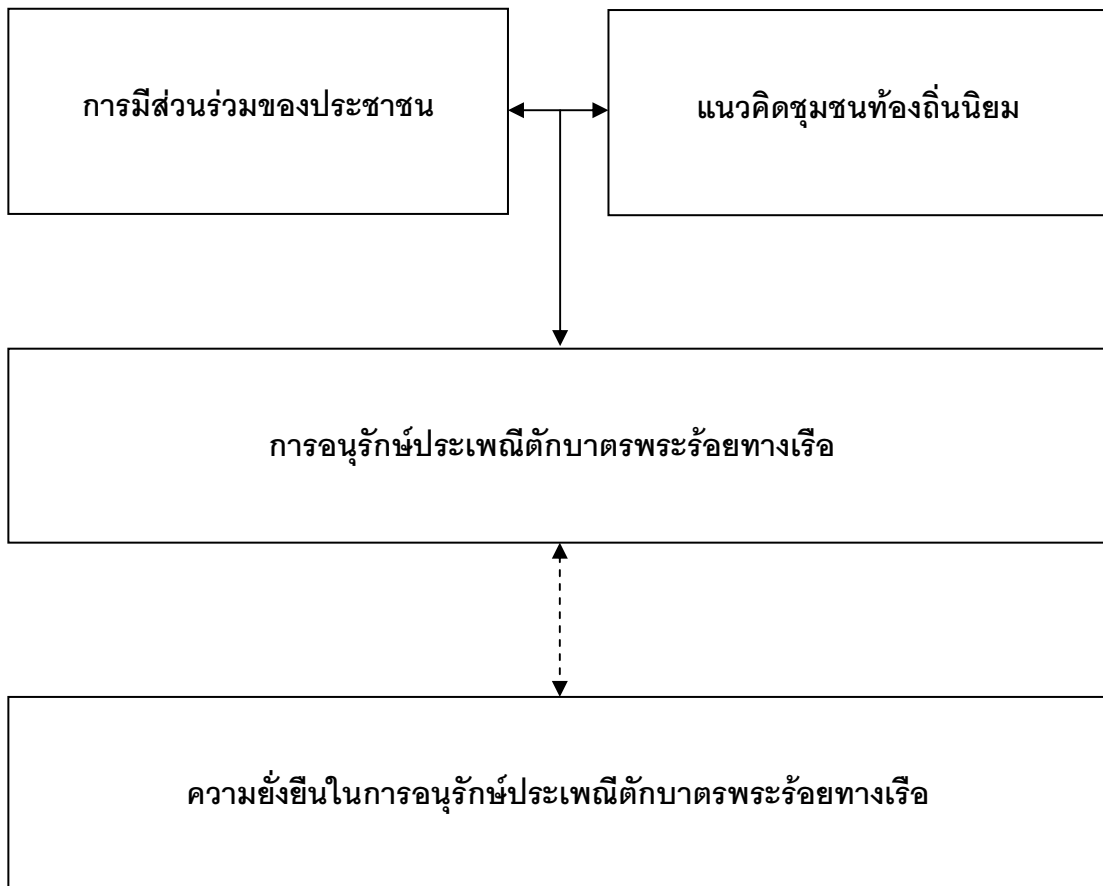 การมีส่วนร่วมของประชาชน
แนวคิดชุมชนท้องถิ่นนิยม
การอนุรักษ์ประเพณีตักบาตรพระร้อยทางเรือ
ความยั่งยืนในการอนุรักษ์ประเพณีตักบาตรพระร้อยทางเรือ